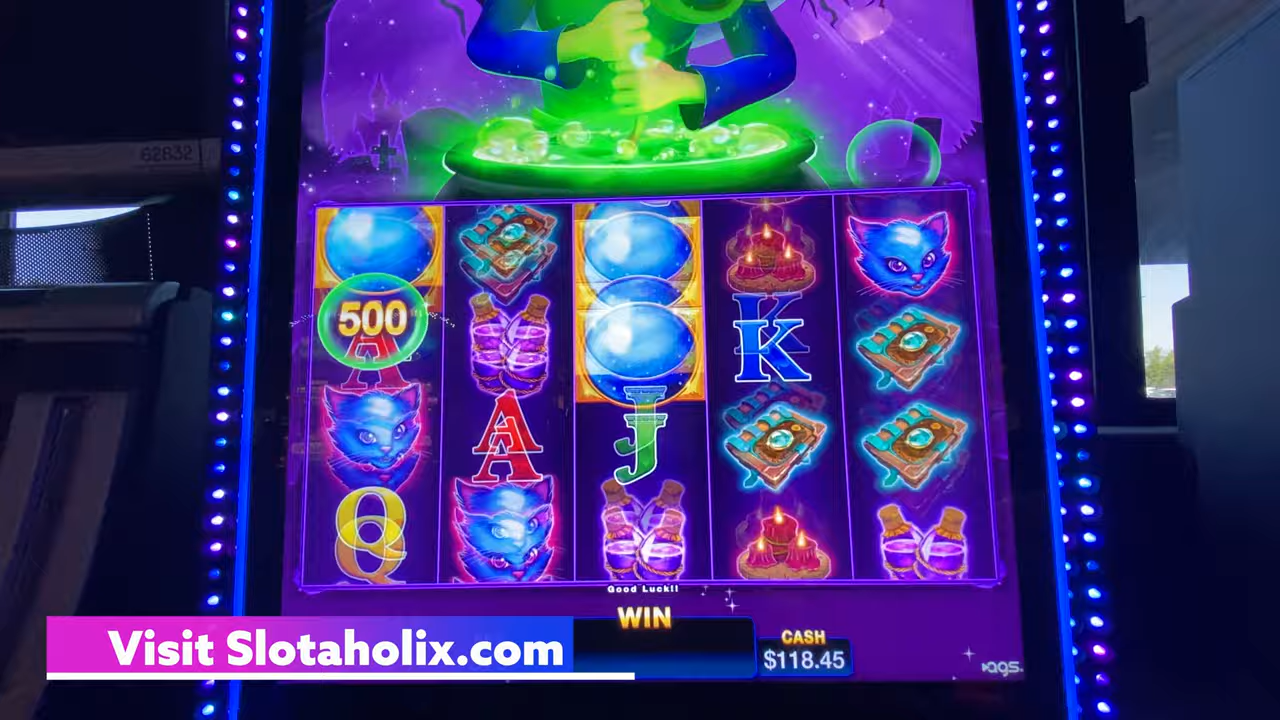 62832
500
A
K
K
A
J
Q
Good Luck!!
WIN
CASH
$118.45
Visit Slotaholix.com
ags.